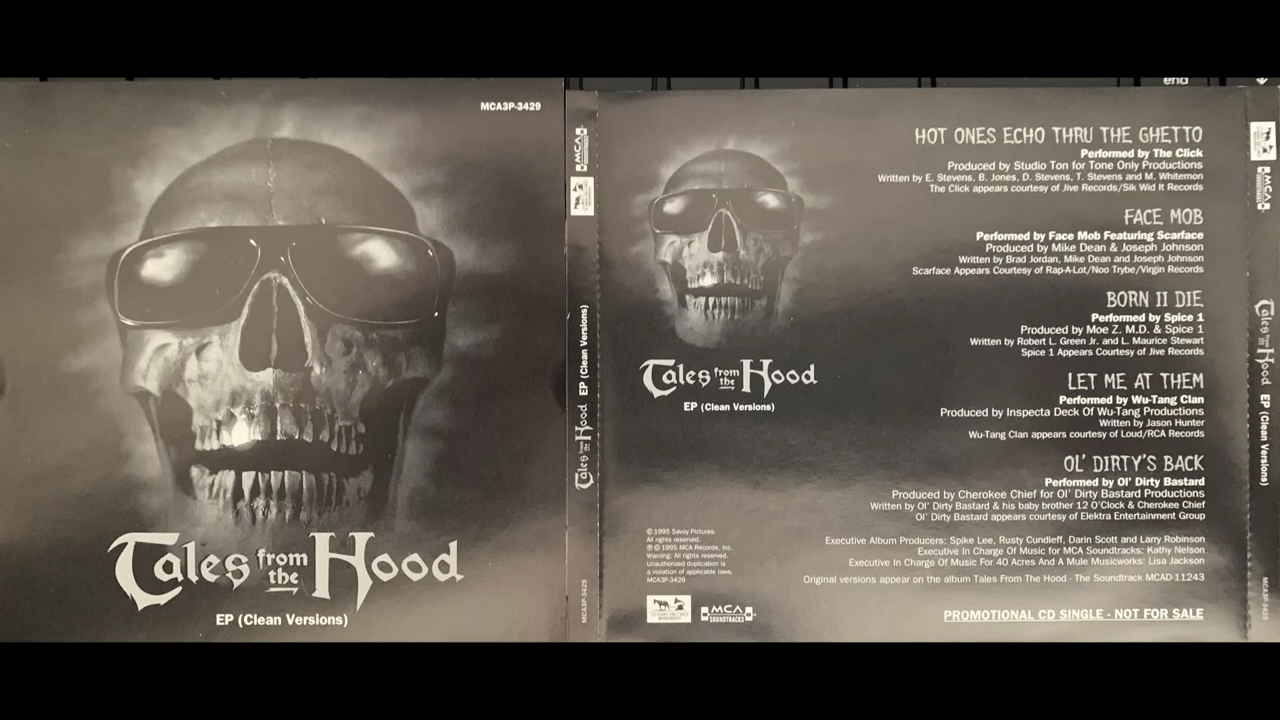 MCA3P-3429
Tales from the Hood
EP (Clean Versions)
MCA
SOUNDTRACKS
Tales from the Hood EP (Clean Versions)
MCA3P-3429
end
Tales from the Hood
EP (Clean Versions)
HOT ONES ECHO THRU THE GHETTO
Performed by The Click
Produced by Studio Ton for Tone Only Productions
Written by E. Stevens, B. Jones, D. Stevens, T. Stevens and M. Whitemon
The Click appears courtesy of Jive Records/Sik Wid It Records
FACE MOB
Performed by Face Mob Featuring Scarface
Produced by Mike Dean & Joseph Johnson
Written by Brad Jordan, Mike Dean and Joseph Johnson
Scarface Appears Courtesy of Rap-A-Lot/Noo Trybe/Virgin Records
BORN II DIE
Performed by Spice 1
Produced by Moe Z. M.D. & Spice 1
Written by Robert L. Green Jr. and L. Maurice Stewart
Spice 1 Appears Courtesy of Jive Records
LET ME AT THEM
Performed by Wu-Tang Clan
Produced by Inspecta Deck Of Wu-Tang Productions
Written by Jason Hunter
Wu-Tang Clan appears courtesy of Loud/RCA Records
OL' DIRTY'S BACK
Performed by Ol' Dirty Bastard
Produced by Cherokee Chief for Ol' Dirty Bastard Productions
Written by Ol' Dirty Bastard & his baby brother 12 O'Clock & Cherokee Chief
Ol' Dirty Bastard appears courtesy of Elektra Entertainment Group
Executive Album Producers: Spike Lee, Rusty Cundieff, Darin Scott and Larry Robinson
Executive In Charge Of Music for MCA Soundtracks: Kathy Nelson
Executive In Charge Of Music For 40 Acres And A Mule Musicworks: Lisa Jackson
Original versions appear on the album Tales From The Hood - The Soundtrack MCAD-11243
PROMOTIONAL CD SINGLE - NOT FOR SALE
© 1995 Savoy Pictures.
All rights reserved.
℗ © 1995 MCA Records, Inc.
Warning: All rights reserved.
Unauthorized duplication is
a violation of applicable laws.
MCA3P-3429
MCA
SOUNDTRACKS
MCA
SOUNDTRACKS
Tales from the Hood EP (Clean Versions)
MCA3P-3429